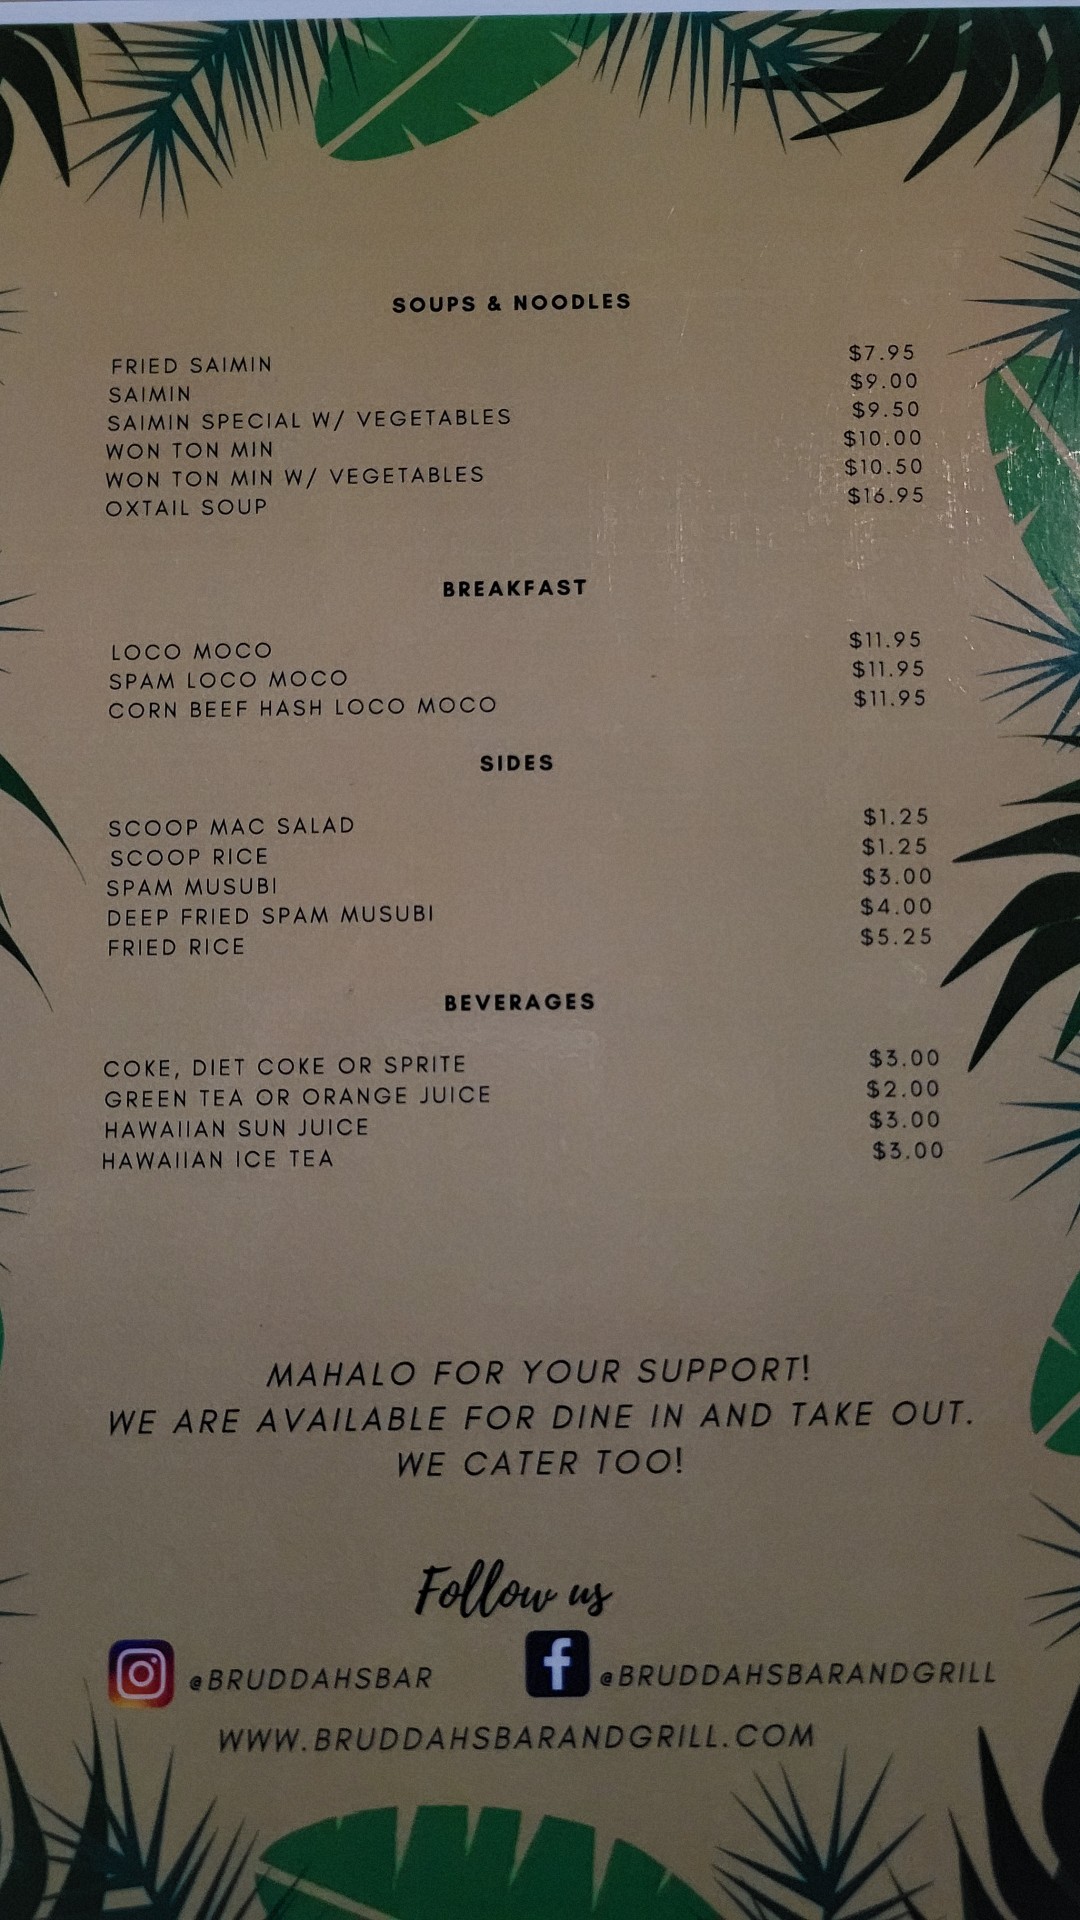 SOUPS & NOODLES
FRIED SAIMIN $7.95
SAIMIN $9.00
SAIMIN SPECIAL W/ VEGETABLES $9.50
WON TON MIN $10.00
WON TON MIN W/ VEGETABLES $10.50
OXTAIL SOUP $16.95
BREAKFAST
LOCO MOCO $11.95
SPAM LOCO MOCO $11.95
CORN BEEF HASH LOCO MOCO $11.95
SIDES
SCOOP MAC SALAD $1.25
SCOOP RICE $1.25
SPAM MUSUBI $3.00
DEEP FRIED SPAM MUSUBI $4.00
FRIED RICE $5.25
BEVERAGES
COKE, DIET COKE OR SPRITE $3.00
GREEN TEA OR ORANGE JUICE $2.00
HAWAIIAN SUN JUICE $3.00
HAWAIIAN ICE TEA $3.00
MAHALO FOR YOUR SUPPORT!
WE ARE AVAILABLE FOR DINE IN AND TAKE OUT.
WE CATER TOO!
Follow us
@BRUDDAHSBAR f @BRUDDAHSBARANDGRILL
WWW.BRUDDAHSBARANDGRILL.COM